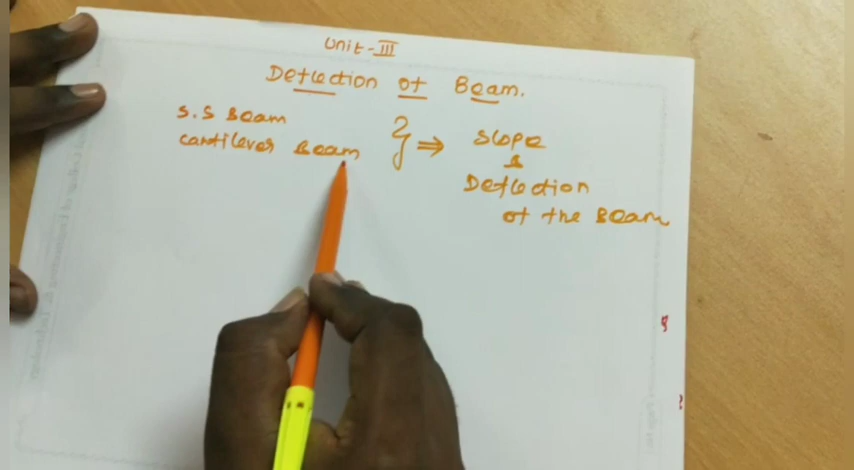 Unit-III
Deflection of Beam.
S.S Beam
cantilever Beam
} ⇒ slope
&
Deflection
of the Beam